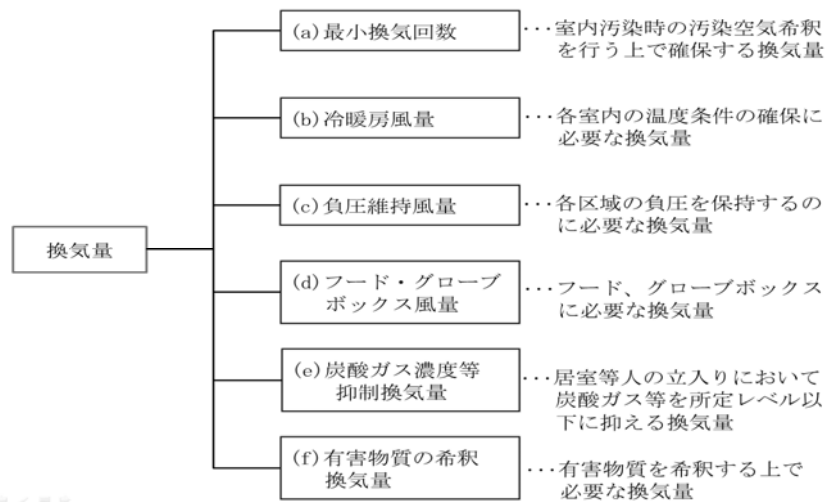 (a)最小換気回数
···室内汚染時の汚染空気希釈
を行う上で確保する換気量
(b)冷暖房風量
···各室内の温度条件の確保に
必要な換気量
(c)負圧維持風量
···各区域の負圧を保持するの
に必要な換気量
換気量
(d)フード・グローブ
ボックス風量
···フード、グローブボックス
に必要な換気量
(e)炭酸ガス濃度等
抑制換気量
···居室等人の立入りにおいて
炭酸ガス等を所定レベル以
下に抑える換気量
(f)有害物質の希釈
換気量
···有害物質を希釈する上で
必要な換気量